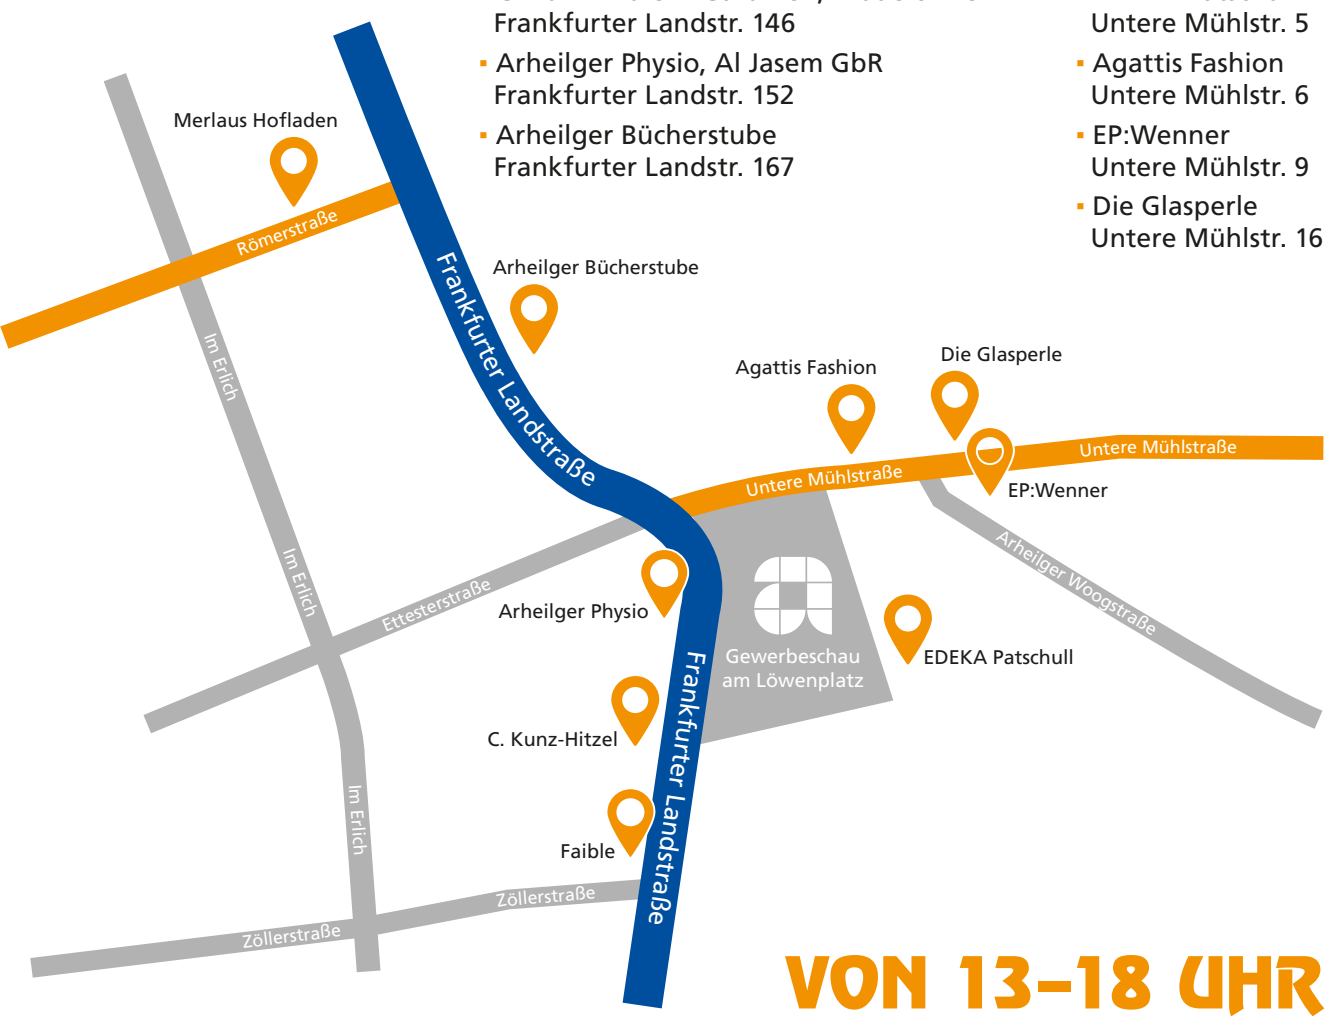 Frankfurter Landstr. 146
▪ Arheilger Physio, Al Jasem GbR
Frankfurter Landstr. 152
▪ Arheilger Bücherstube
Frankfurter Landstr. 167
Untere Mühlstr. 5
▪ Agattis Fashion
Untere Mühlstr. 6
▪ EP:Wenner
Untere Mühlstr. 9
▪ Die Glasperle
Untere Mühlstr. 16
Merlaus Hofladen
Römerstraße
Frankfurter Landstraße
Arheilger Bücherstube
Im Erlich
Agattis Fashion
Die Glasperle
Untere Mühlstraße
Untere Mühlstraße
EP:Wenner
Arheilger Woogstraße
Im Erlich
Ettesterstraße
Arheilger Physio
Gewerbeschau
am Löwenplatz
EDEKA Patschull
Frankfurter Landstraße
C. Kunz-Hitzel
Im Erlich
Faible
Zöllerstraße
Zöllerstraße
VON 13–18 UHR